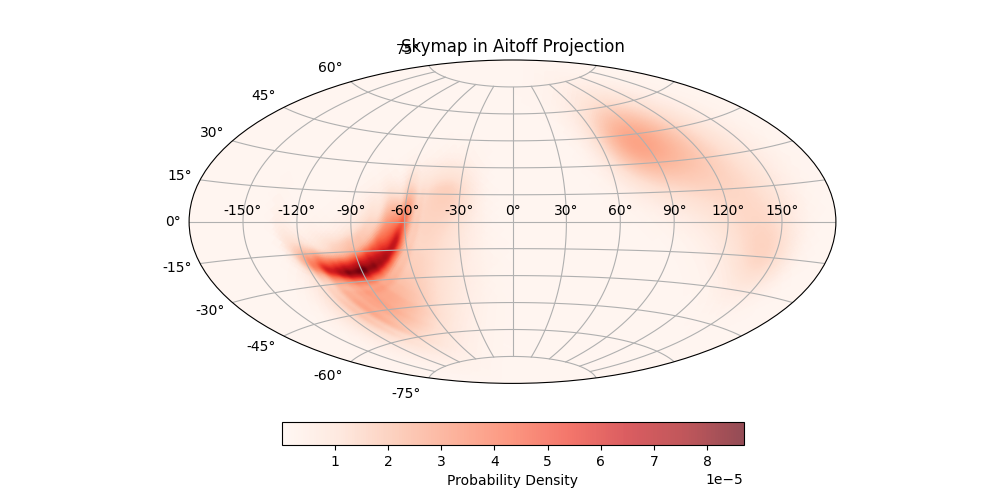 Skymap in Aitoff Projection
75°
60°
45°
30°
15°
-150° -120° -90° -60° -30° 0° 30° 60° 90° 120° 150°
0°
-15°
-30°
-45°
-60°
-75°
1 2 3 4 5 6 7 8
Probability Density
1e−5